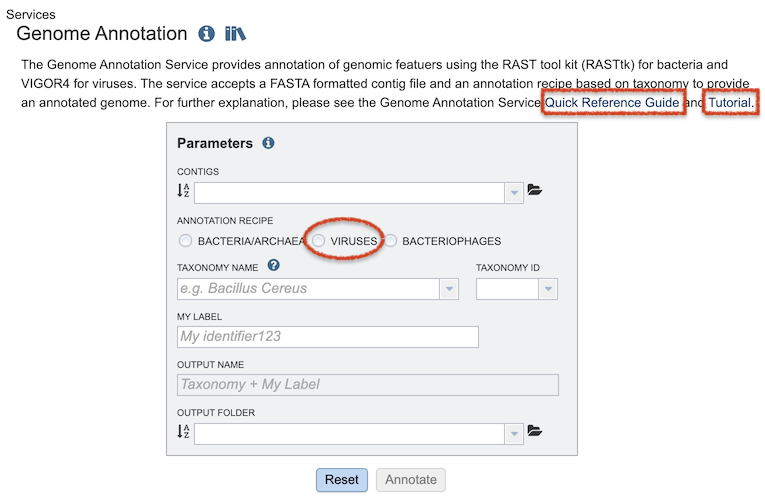 Services
Genome Annotation
The Genome Annotation Service provides annotation of genomic featuers using the RAST tool kit (RASTtk) for bacteria and
VIGOR4 for viruses. The service accepts a FASTA formatted contig file and an annotation recipe based on taxonomy to provide
an annotated genome. For further explanation, please see the Genome Annotation Service Quick Reference Guide and Tutorial.
Parameters
CONTIGS
ANNOTATION RECIPE
BACTERIA/ARCHAEA VIRUSES BACTERIOPHAGES
TAXONOMY NAME TAXONOMY ID
e.g. Bacillus Cereus
MY LABEL
My identifier123
OUTPUT NAME
Taxonomy + My Label
OUTPUT FOLDER
Reset Annotate